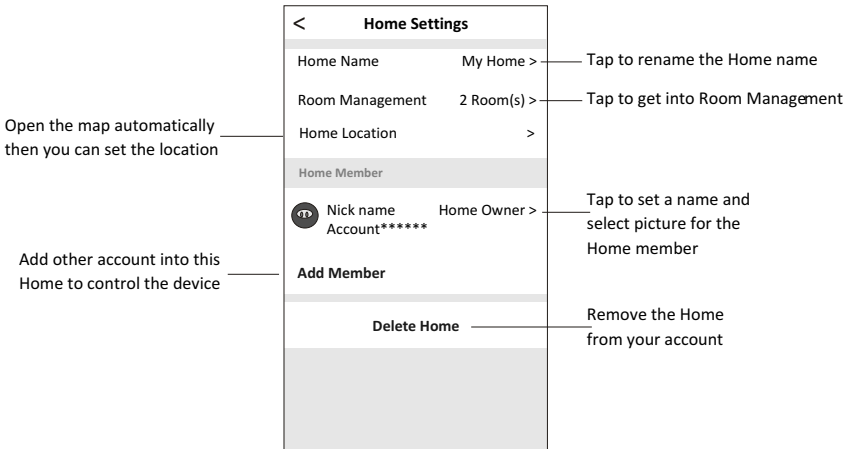 < Home Settings
Home Name My Home >
Tap to rename the Home name
Room Management 2 Room(s) >
Tap to get into Room Management
Open the map automatically
then you can set the location
Home Location >
Home Member
Nick name Home Owner >
Account******
Tap to set a name and
select picture for the
Home member
Add other account into this
Home to control the device
Add Member
Delete Home
Remove the Home
from your account